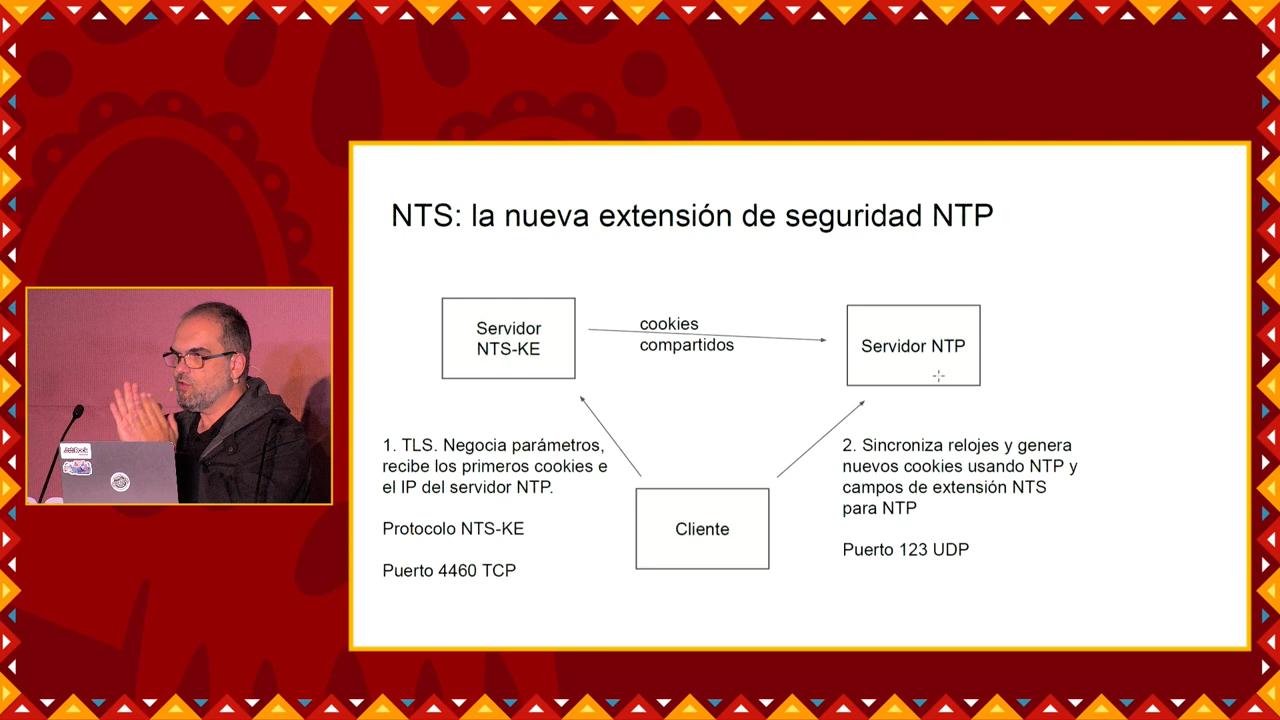 NTS: la nueva extensión de seguridad NTP
Servidor
NTS-KE
cookies
compartidos
Servidor NTP
1. TLS. Negocia parámetros,
recibe los primeros cookies e
el IP del servidor NTP.
Protocolo NTS-KE
Puerto 4460 TCP
Cliente
2. Sincroniza relojes y genera
nuevos cookies usando NTP y
campos de extensión NTS
para NTP
Puerto 123 UDP